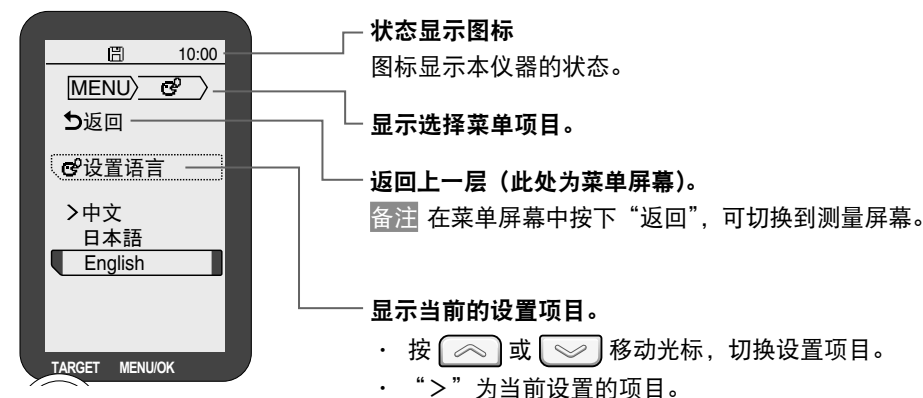 10:00
MENU
返回
设置语言
>中文
日本語
English
TARGET MENU/OK
状态显示图标
图标显示本仪器的状态。
显示选择菜单项目。
返回上一层（此处为菜单屏幕）。
备注 在菜单屏幕中按下“返回”，可切换到测量屏幕。
显示当前的设置项目。
· 按 或 移动光标，切换设置项目。
· “>”为当前设置的项目。